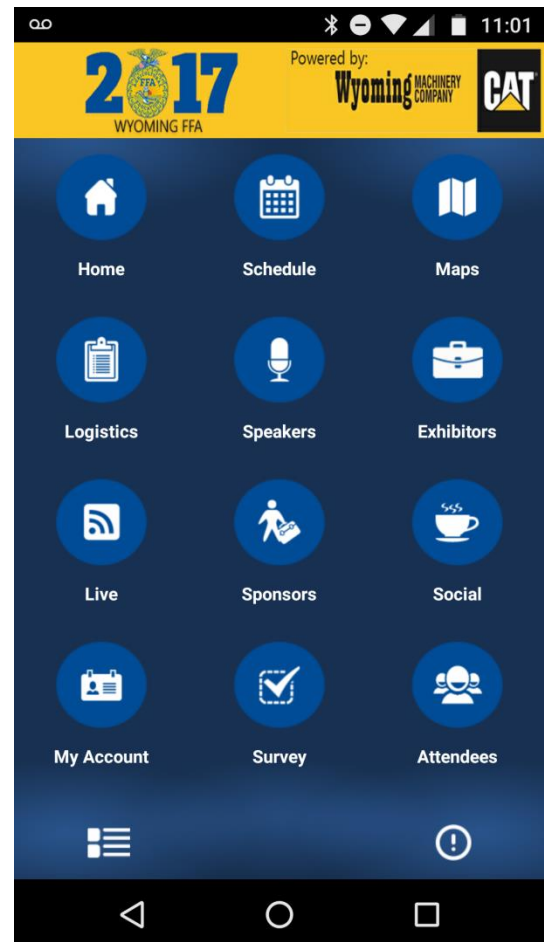 11:01
2017
FFA
WYOMING FFA
Powered by:
Wyoming MACHINERY COMPANY
CAT
Home Schedule Maps
Logistics Speakers Exhibitors
Live Sponsors Social
My Account Survey Attendees